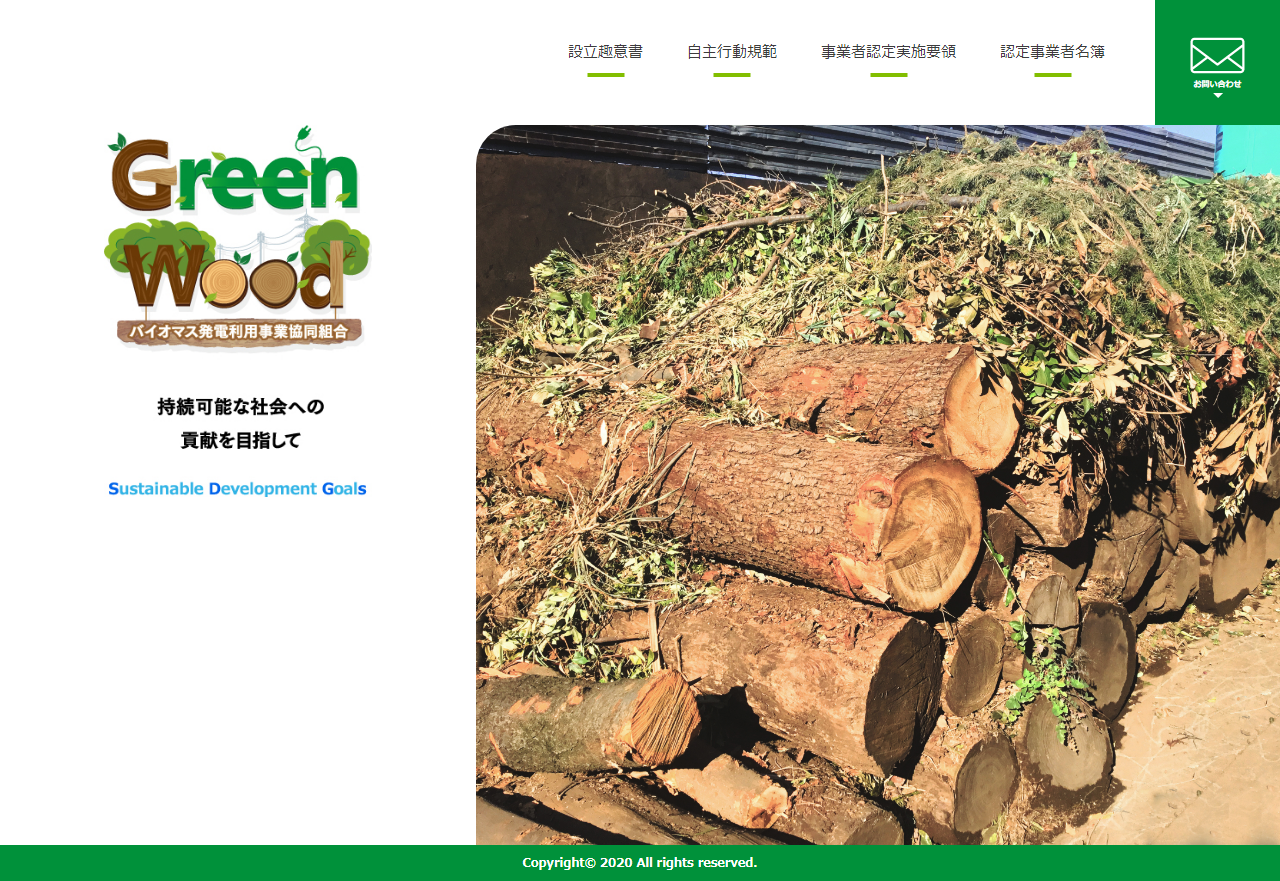 設立趣意書
自主行動規範
事業者認定実施要領
認定事業者名簿
お問い合わせ
Green
Wood
バイオマス発電利用事業協同組合
持続可能な社会への
貢献を目指して
Sustainable Development Goals
Copyright© 2020 All rights reserved.